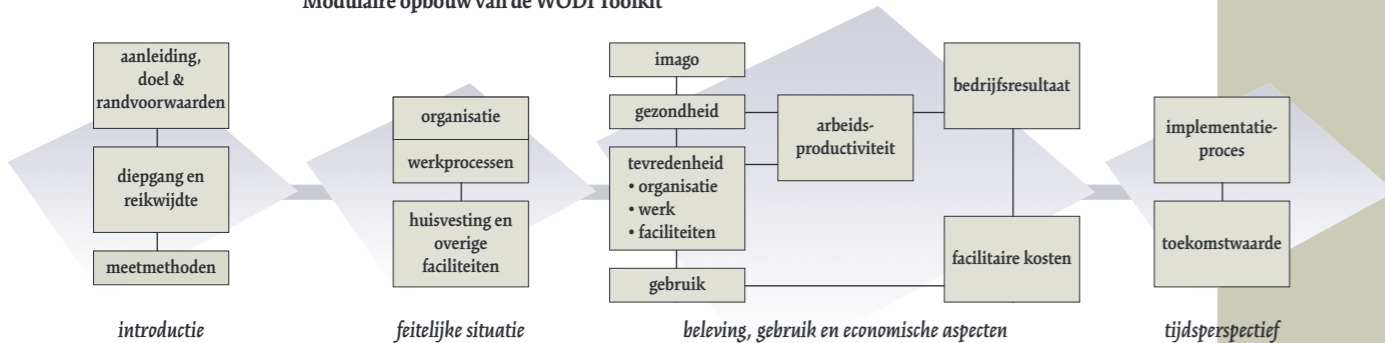 Modulaire opbouw van de WODI Toolkit
aanleiding,
doel &
randvoorwaarden
diepgang en
reikwijdte
meetmethoden
introductie
organisatie
werkprocessen
huisvesting en
overige
faciliteiten
feitelijke situatie
imago
gezondheid
tevredenheid
• organisatie
• werk
• faciliteiten
gebruik
arbeids-
productiviteit
bedrijfsresultaat
facilitaire kosten
beleving, gebruik en economische aspecten
implementatie-
proces
toekomstwaarde
tijdsperspectief